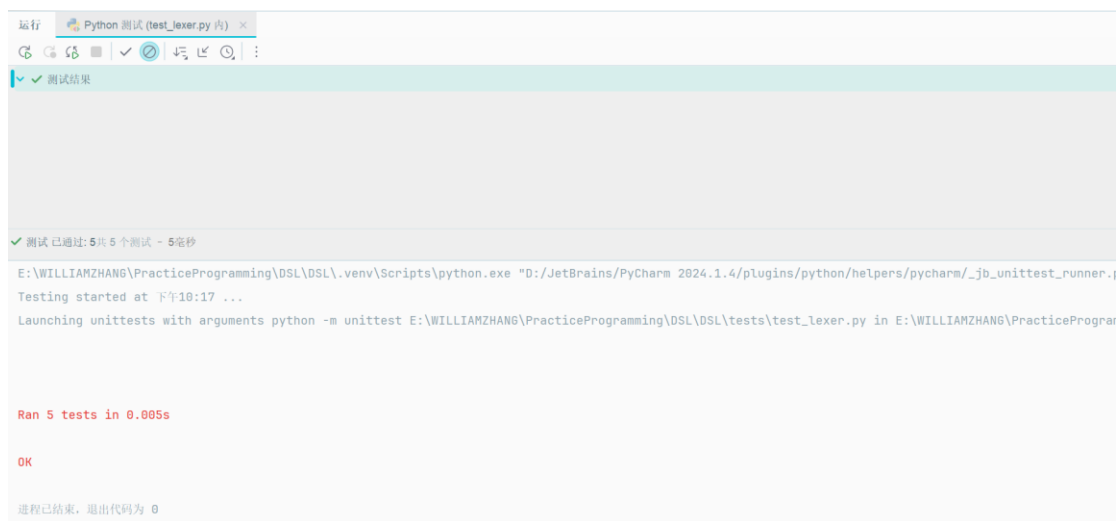 运行 Python 测试 (test_lexer.py 内) ×
测试结果
测试 已通过: 5共 5 个测试 - 5毫秒
E:\WILLIAMZHANG\PracticeProgramming\DSL\DSL\.venv\Scripts\python.exe "D:/JetBrains/PyCharm 2024.1.4/plugins/python/helpers/pycharm/_jb_unittest_runner.p
Testing started at 下午10:17 ...
Launching unittests with arguments python -m unittest E:\WILLIAMZHANG\PracticeProgramming\DSL\DSL\tests\test_lexer.py in E:\WILLIAMZHANG\PracticeProgram
Ran 5 tests in 0.005s
OK
进程已结束，退出代码为 0